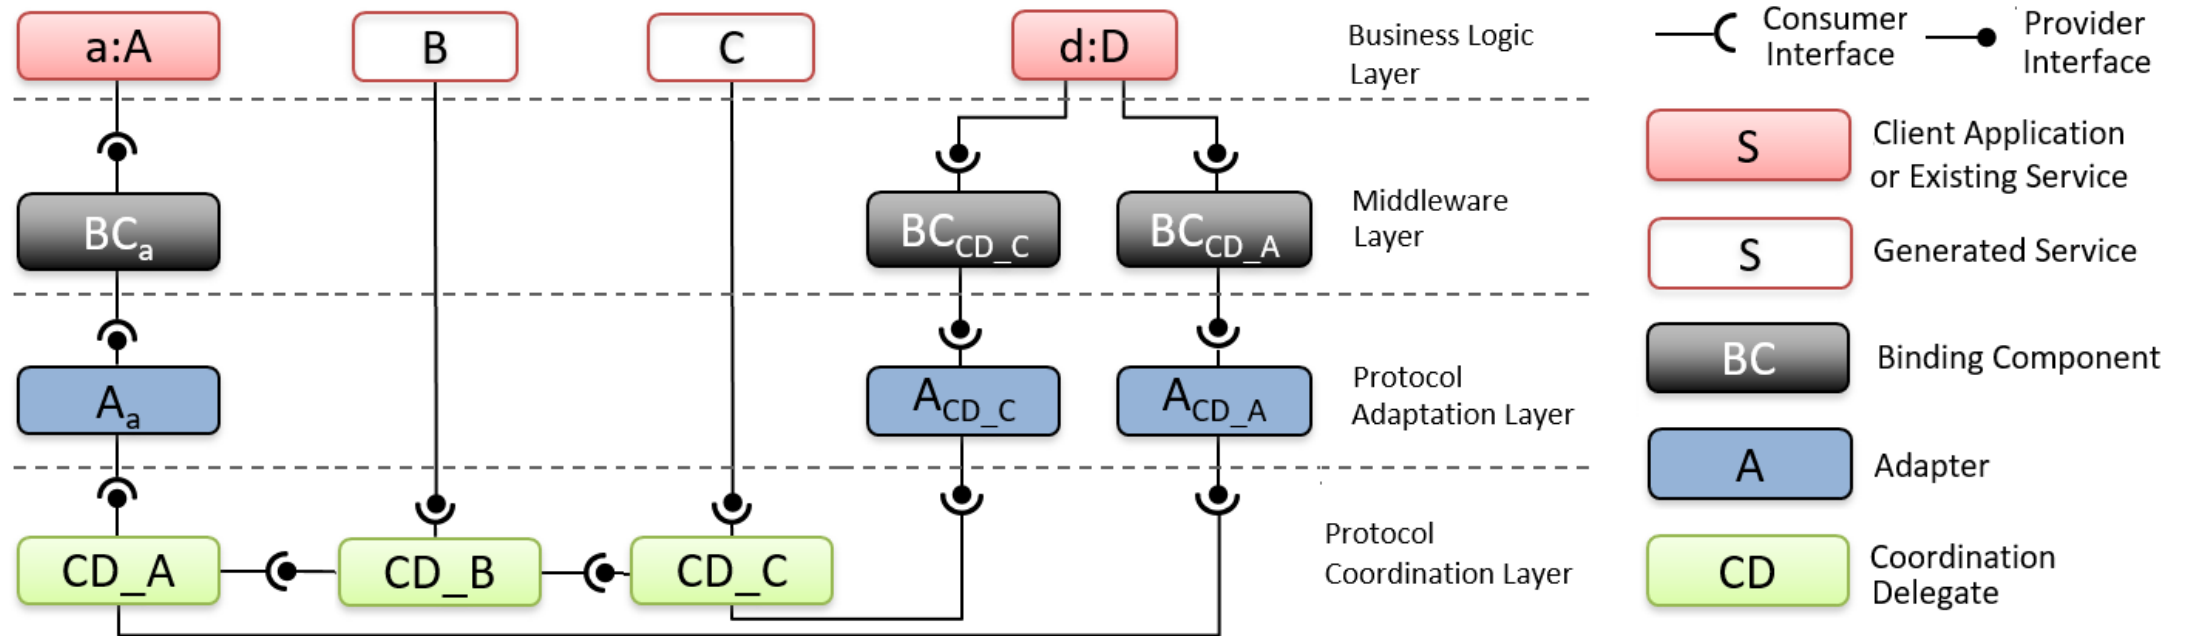 a:A
B
C
d:D
Business Logic
Layer
BCa
BCCD_C
BCCD_A
Middleware
Layer
Aa
ACD_C
ACD_A
Protocol
Adaptation Layer
CD_A
CD_B
CD_C
Protocol
Coordination Layer
Consumer
Interface
Provider
Interface
S
Client Application
or Existing Service
S
Generated Service
BC
Binding Component
A
Adapter
CD
Coordination
Delegate